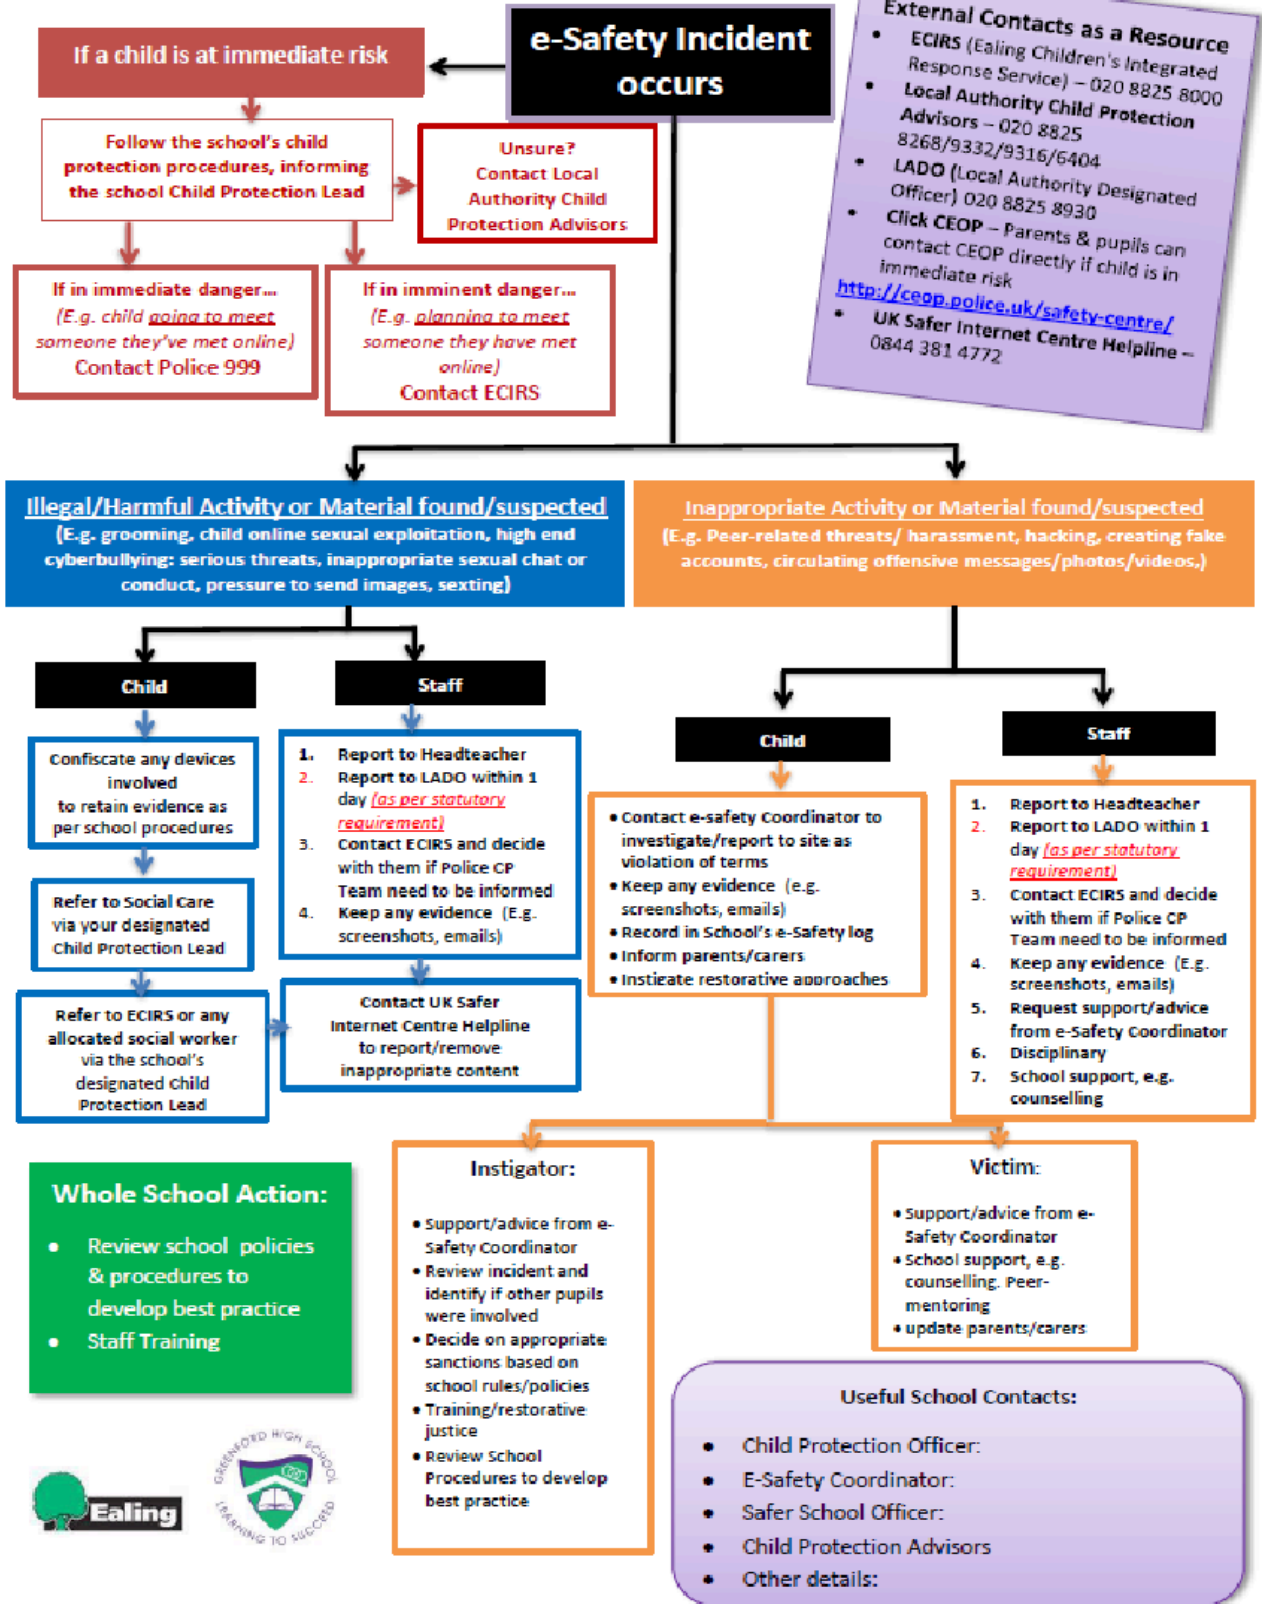 e-Safety Incident
occurs
If a child is at immediate risk
Follow the school's child
protection procedures, informing
the school Child Protection Lead
Unsure?
Contact Local
Authority Child
Protection Advisors
If in immediate danger...
(E.g. child going to meet
someone they've met online)
Contact Police 999
If in imminent danger...
(E.g. planning to meet
someone they have met
online)
Contact ECIRS
External Contacts as a Resource
• ECIRS (Ealing Children's Integrated
Response Service) – 020 8825 8000
• Local Authority Child Protection
Advisors – 020 8825
8268/9332/9316/6404
• LADO (Local Authority Designated
Officer) 020 8825 8930
• Click CEOP – Parents & pupils can
contact CEOP directly if child is in
immediate risk
http://ceop.police.uk/safety-centre/
• UK Safer Internet Centre Helpline –
0844 381 4772
Illegal/Harmful Activity or Material found/suspected
(E.g. grooming, child online sexual exploitation, high end
cyberbullying: serious threats, inappropriate sexual chat or
conduct, pressure to send images, sexting)
Inappropriate Activity or Material found/suspected
(E.g. Peer-related threats/ harassment, hacking, creating fake
accounts, circulating offensive messages/photos/videos,)
Child
Confiscate any devices
involved
to retain evidence as
per school procedures
Refer to Social Care
via your designated
Child Protection Lead
Refer to ECIRS or any
allocated social worker
via the school's
designated Child
Protection Lead
Staff
1. Report to Headteacher
2. Report to LADO within 1
day (as per statutory
requirement)
3. Contact ECIRS and decide
with them if Police CP
Team need to be informed
4. Keep any evidence (E.g.
screenshots, emails)
Contact UK Safer
Internet Centre Helpline
to report/remove
inappropriate content
Child
• Contact e-safety Coordinator to
investigate/report to site as
violation of terms
• Keep any evidence (e.g.
screenshots, emails)
• Record in School's e-Safety log
• Inform parents/carers
• Instigate restorative approaches
Staff
1. Report to Headteacher
2. Report to LADO within 1
day (as per statutory
requirement)
3. Contact ECIRS and decide
with them if Police CP
Team need to be informed
4. Keep any evidence (E.g.
screenshots, emails)
5. Request support/advice
from e-Safety Coordinator
6. Disciplinary
7. School support, e.g.
counselling
Instigator:
• Support/advice from e-
Safety Coordinator
• Review incident and
identify if other pupils
were involved
• Decide on appropriate
sanctions based on
school rules/policies
• Training/restorative
justice
• Review School
Procedures to develop
best practice
Victim:
• Support/advice from e-
Safety Coordinator
• School support, e.g.
counselling. Peer-
mentoring
• update parents/carers
Whole School Action:
• Review school policies
& procedures to
develop best practice
• Staff Training
Ealing
GREENFORD HIGH SCHOOL
LEARNING TO SUCCEED
Useful School Contacts:
• Child Protection Officer:
• E-Safety Coordinator:
• Safer School Officer:
• Child Protection Advisors
• Other details: